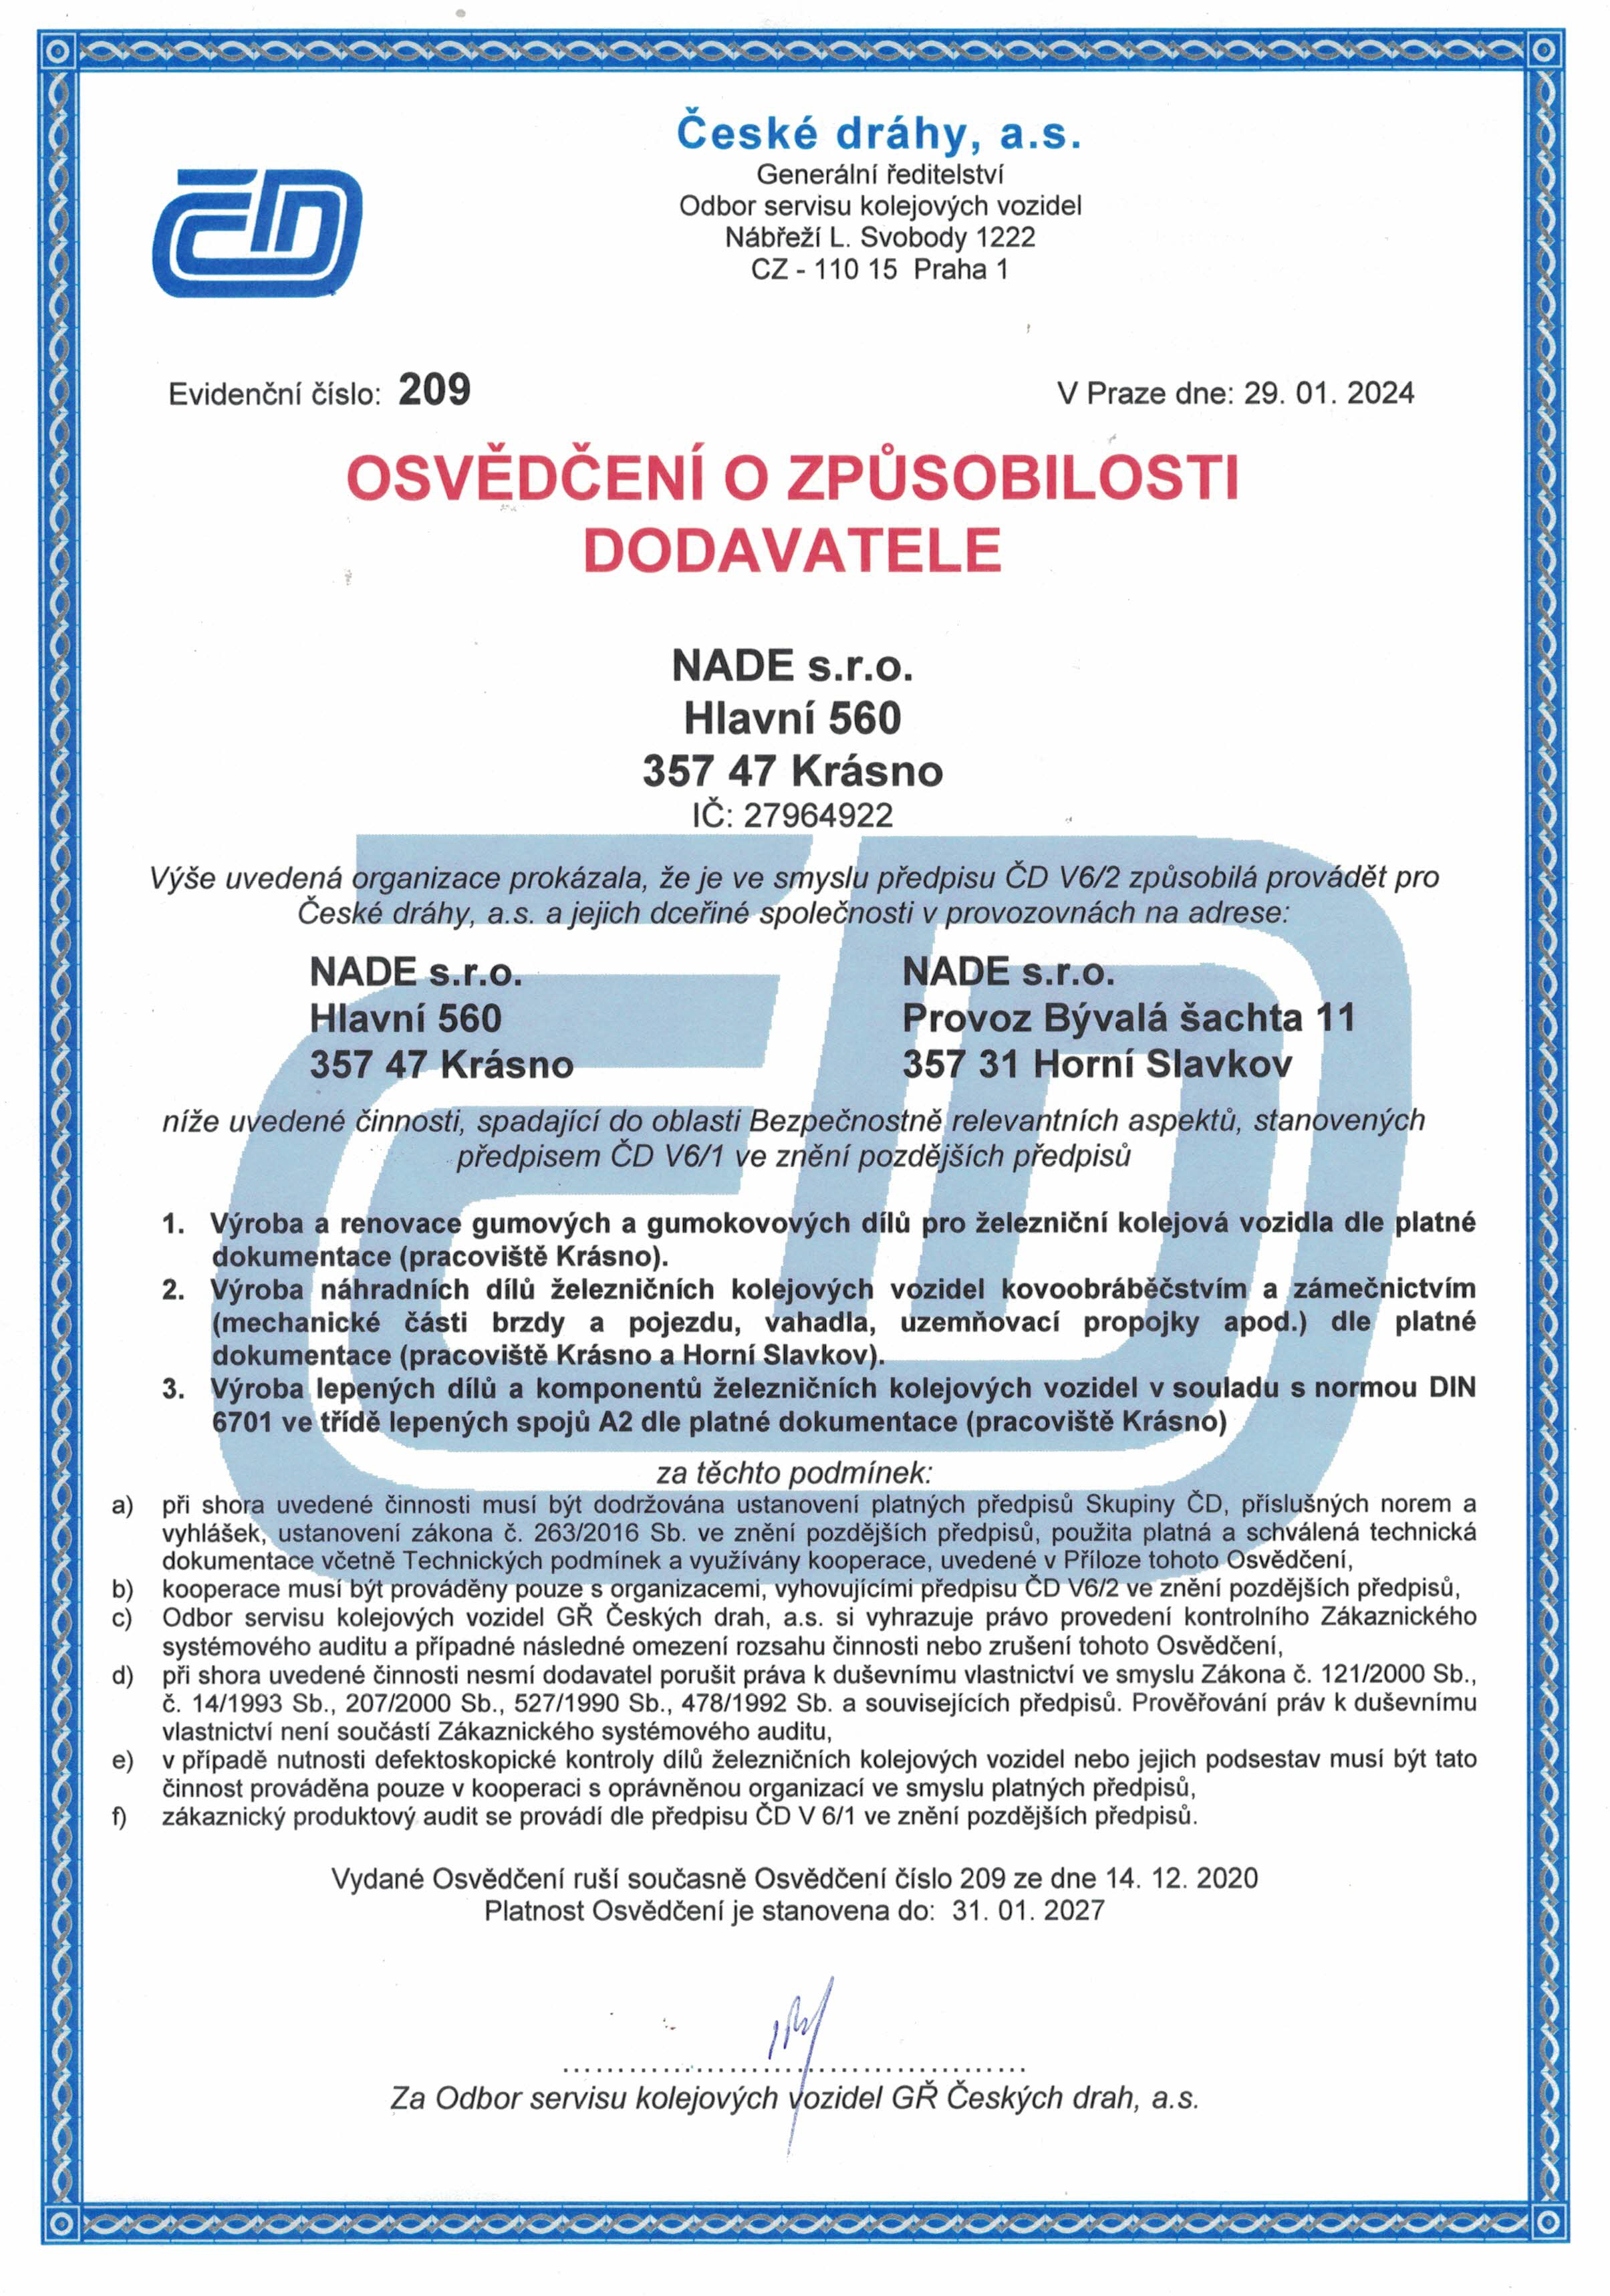 České dráhy, a.s.
Generální ředitelství
Odbor servisu kolejových vozidel
Nábřeží L. Svobody 1222
CZ - 110 15 Praha 1
ČD
Evidenční číslo: 209
V Praze dne: 29. 01. 2024
OSVĚDČENÍ O ZPŮSOBILOSTI
DODAVATELE
NADE s.r.o.
Hlavní 560
357 47 Krásno
IČ: 27964922
Výše uvedená organizace prokázala, že je ve smyslu předpisu ČD V6/2 způsobilá provádět pro
České dráhy, a.s. a jejich dceřiné společnosti v provozovnách na adrese:
NADE s.r.o.
Hlavní 560
357 47 Krásno
NADE s.r.o.
Provoz Bývalá šachta 11
357 31 Horní Slavkov
níže uvedené činnosti, spadající do oblasti Bezpečnostně relevantních aspektů, stanovených
předpisem ČD V6/1 ve znění pozdějších předpisů
1. Výroba a renovace gumových a gumokovových dílů pro železniční kolejová vozidla dle platné
dokumentace (pracoviště Krásno).
2. Výroba náhradních dílů železničních kolejových vozidel kovoobráběčstvím a zámečnictvím
(mechanické části brzdy a pojezdu, vahadla, uzemňovací propojky apod.) dle platné
dokumentace (pracoviště Krásno a Horní Slavkov).
3. Výroba lepených dílů a komponentů železničních kolejových vozidel v souladu s normou DIN
6701 ve třídě lepených spojů A2 dle platné dokumentace (pracoviště Krásno)
za těchto podmínek:
a) při shora uvedené činnosti musí být dodržována ustanovení platných předpisů Skupiny ČD, příslušných norem a
vyhlášek, ustanovení zákona č. 263/2016 Sb. ve znění pozdějších předpisů, použita platná a schválená technická
dokumentace včetně Technických podmínek a využívány kooperace, uvedené v Příloze tohoto Osvědčení,
b) kooperace musí být prováděny pouze s organizacemi, vyhovujícími předpisu ČD V6/2 ve znění pozdějších předpisů,
c) Odbor servisu kolejových vozidel GŘ Českých drah, a.s. si vyhrazuje právo provedení kontrolního Zákaznického
systémového auditu a případné následné omezení rozsahu činnosti nebo zrušení tohoto Osvědčení,
d) při shora uvedené činnosti nesmí dodavatel porušit práva k duševnímu vlastnictví ve smyslu Zákona č. 121/2000 Sb.,
č. 14/1993 Sb., 207/2000 Sb., 527/1990 Sb., 478/1992 Sb. a souvisejících předpisů. Prověřování práv k duševnímu
vlastnictví není součástí Zákaznického systémového auditu,
e) v případě nutnosti defektoskopické kontroly dílů železničních kolejových vozidel nebo jejich podsestav musí být tato
činnost prováděna pouze v kooperaci s oprávněnou organizací ve smyslu platných předpisů,
f) zákaznický produktový audit se provádí dle předpisu ČD V 6/1 ve znění pozdějších předpisů.
Vydané Osvědčení ruší současně Osvědčení číslo 209 ze dne 14. 12. 2020
Platnost Osvědčení je stanovena do: 31. 01. 2027
Za Odbor servisu kolejových vozidel GŘ Českých drah, a.s.